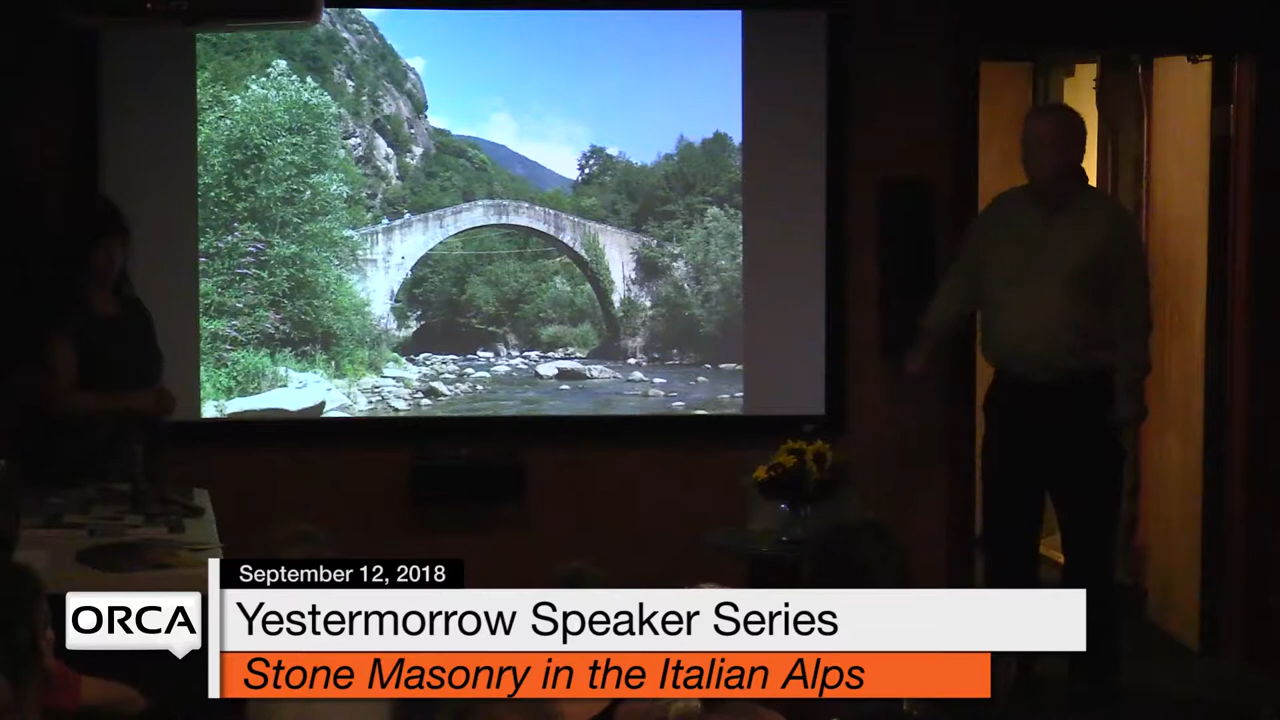 September 12, 2018
ORCA
Yestermorrow Speaker Series
Stone Masonry in the Italian Alps